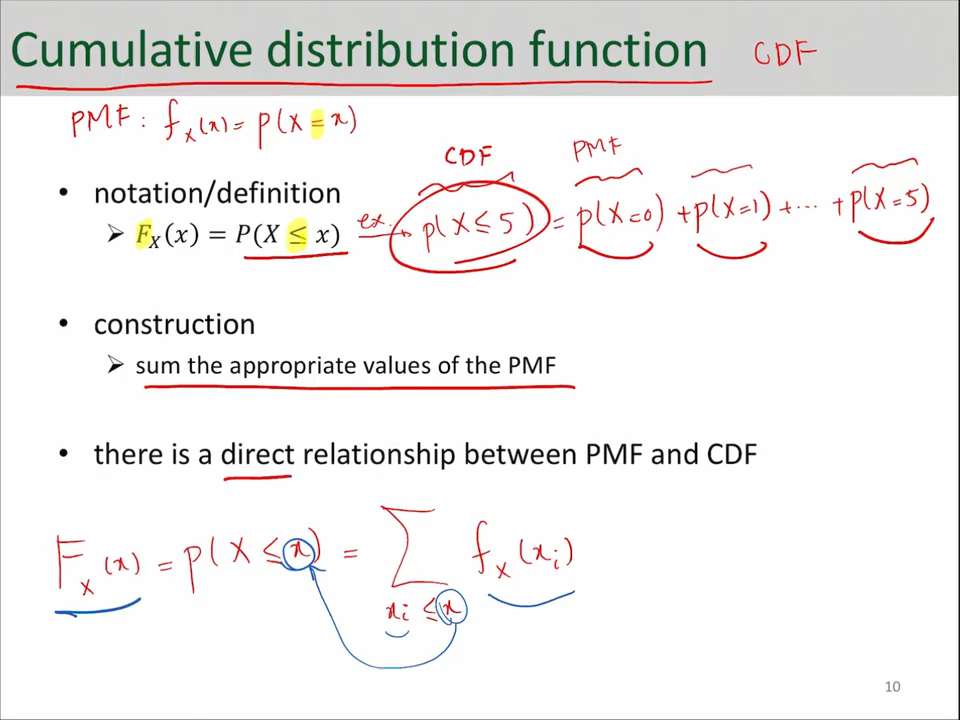 Cumulative distribution function CDF
PMF: f_X(x) = p(X = x)
CDF PMF
• notation/definition
➢ F_X(x) = P(X ≤ x) ex. p(X ≤ 5) = p(X=0) + p(X=1) + ... + p(X=5)
• construction
➢ sum the appropriate values of the PMF
• there is a direct relationship between PMF and CDF
F_X(x) = p(X ≤ x) = ∑ f_X(x_i)
x_i ≤ x
10